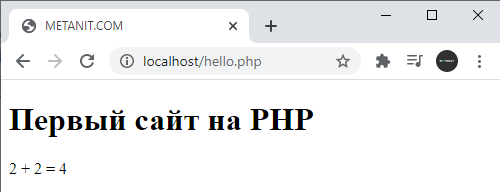 METANIT.COM
localhost/hello.php
Первый сайт на PHP
2 + 2 = 4